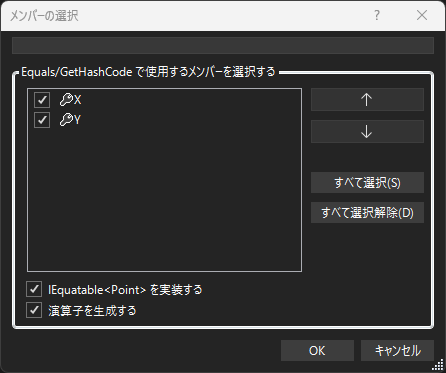 メンバーの選択
Equals/GetHashCode で使用するメンバーを選択する
X
Y
↑
↓
すべて選択(S)
すべて選択解除(D)
IEquatable<Point> を実装する
演算子を生成する
OK
キャンセル